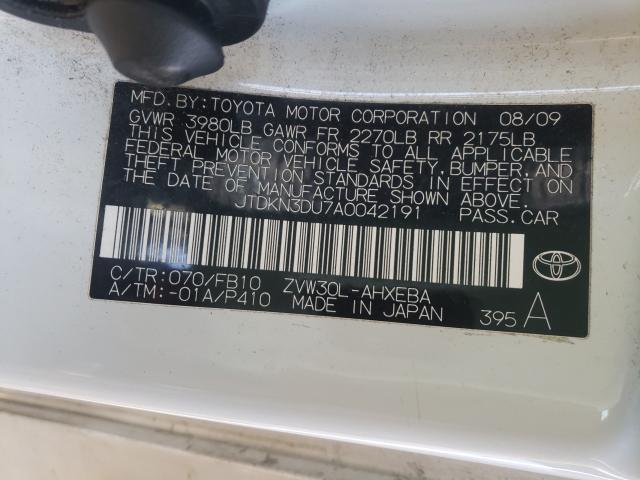 MFD.BY:TOYOTA MOTOR CORPORATION 08/09
GVWR 3980LB GAWR FR 2270LB RR 2175LB
THIS VEHICLE CONFORMS TO ALL APPLICABLE
FEDERAL MOTOR VEHICLE SAFETY,BUMPER,AND
THEFT PREVENTION STANDARDS IN EFFECT ON
THE DATE OF MANUFACTURE SHOWN ABOVE.
JTDKN3DU7A0042191 PASS.CAR
C/TR:070/FB10 ZVW30L-AHXEBA
A/TM:-01A/P410 MADE IN JAPAN 395 A